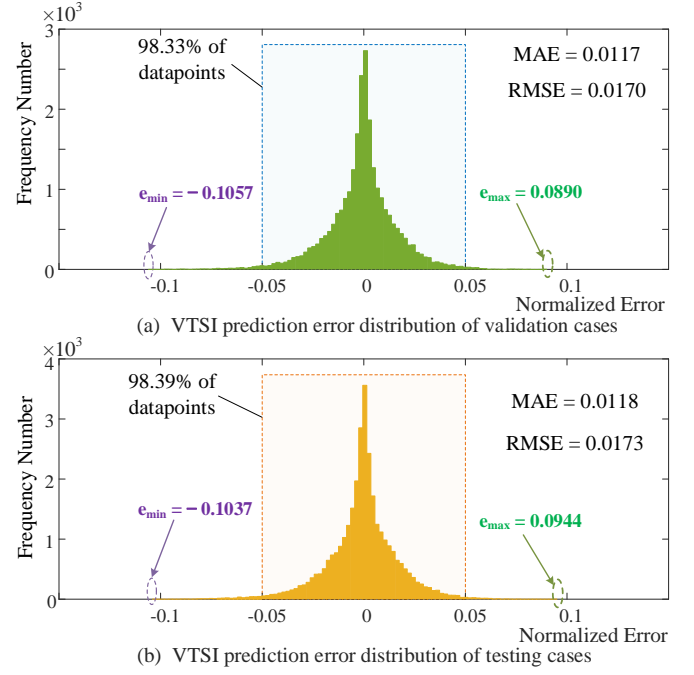 ×10³
3
2
1
0
Frequency Number
98.33% of
datapoints
MAE = 0.0117
RMSE = 0.0170
e_min = −0.1057
e_max = 0.0890
-0.1 -0.05 0 0.05 0.1
Normalized Error
(a) VTSI prediction error distribution of validation cases
×10³
4
3
2
1
0
Frequency Number
98.39% of
datapoints
MAE = 0.0118
RMSE = 0.0173
e_min = −0.1037
e_max = 0.0944
-0.1 -0.05 0 0.05 0.1
Normalized Error
(b) VTSI prediction error distribution of testing cases